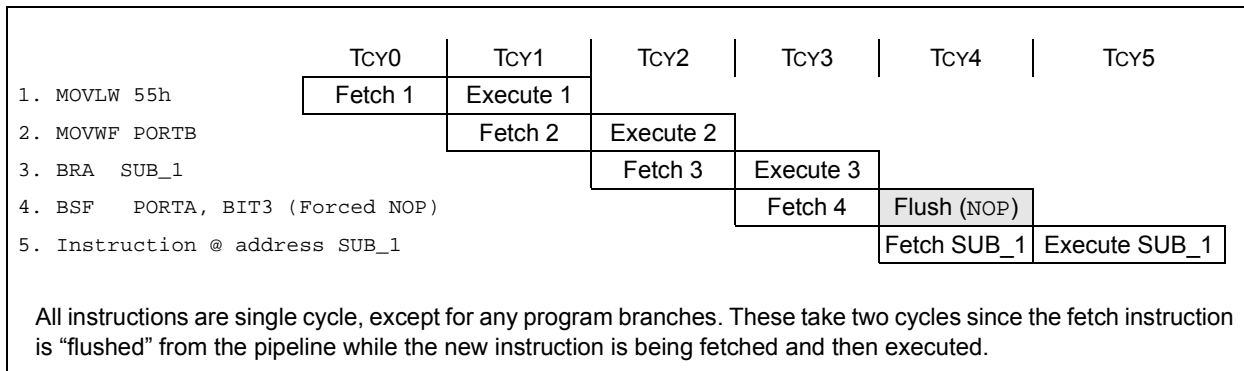 TCY0 TCY1 TCY2 TCY3 TCY4 TCY5
1. MOVLW 55h Fetch 1 Execute 1
2. MOVWF PORTB Fetch 2 Execute 2
3. BRA SUB_1 Fetch 3 Execute 3
4. BSF PORTA, BIT3 (Forced NOP) Fetch 4 Flush (NOP)
5. Instruction @ address SUB_1 Fetch SUB_1 Execute SUB_1
All instructions are single cycle, except for any program branches. These take two cycles since the fetch instruction
is “flushed” from the pipeline while the new instruction is being fetched and then executed.